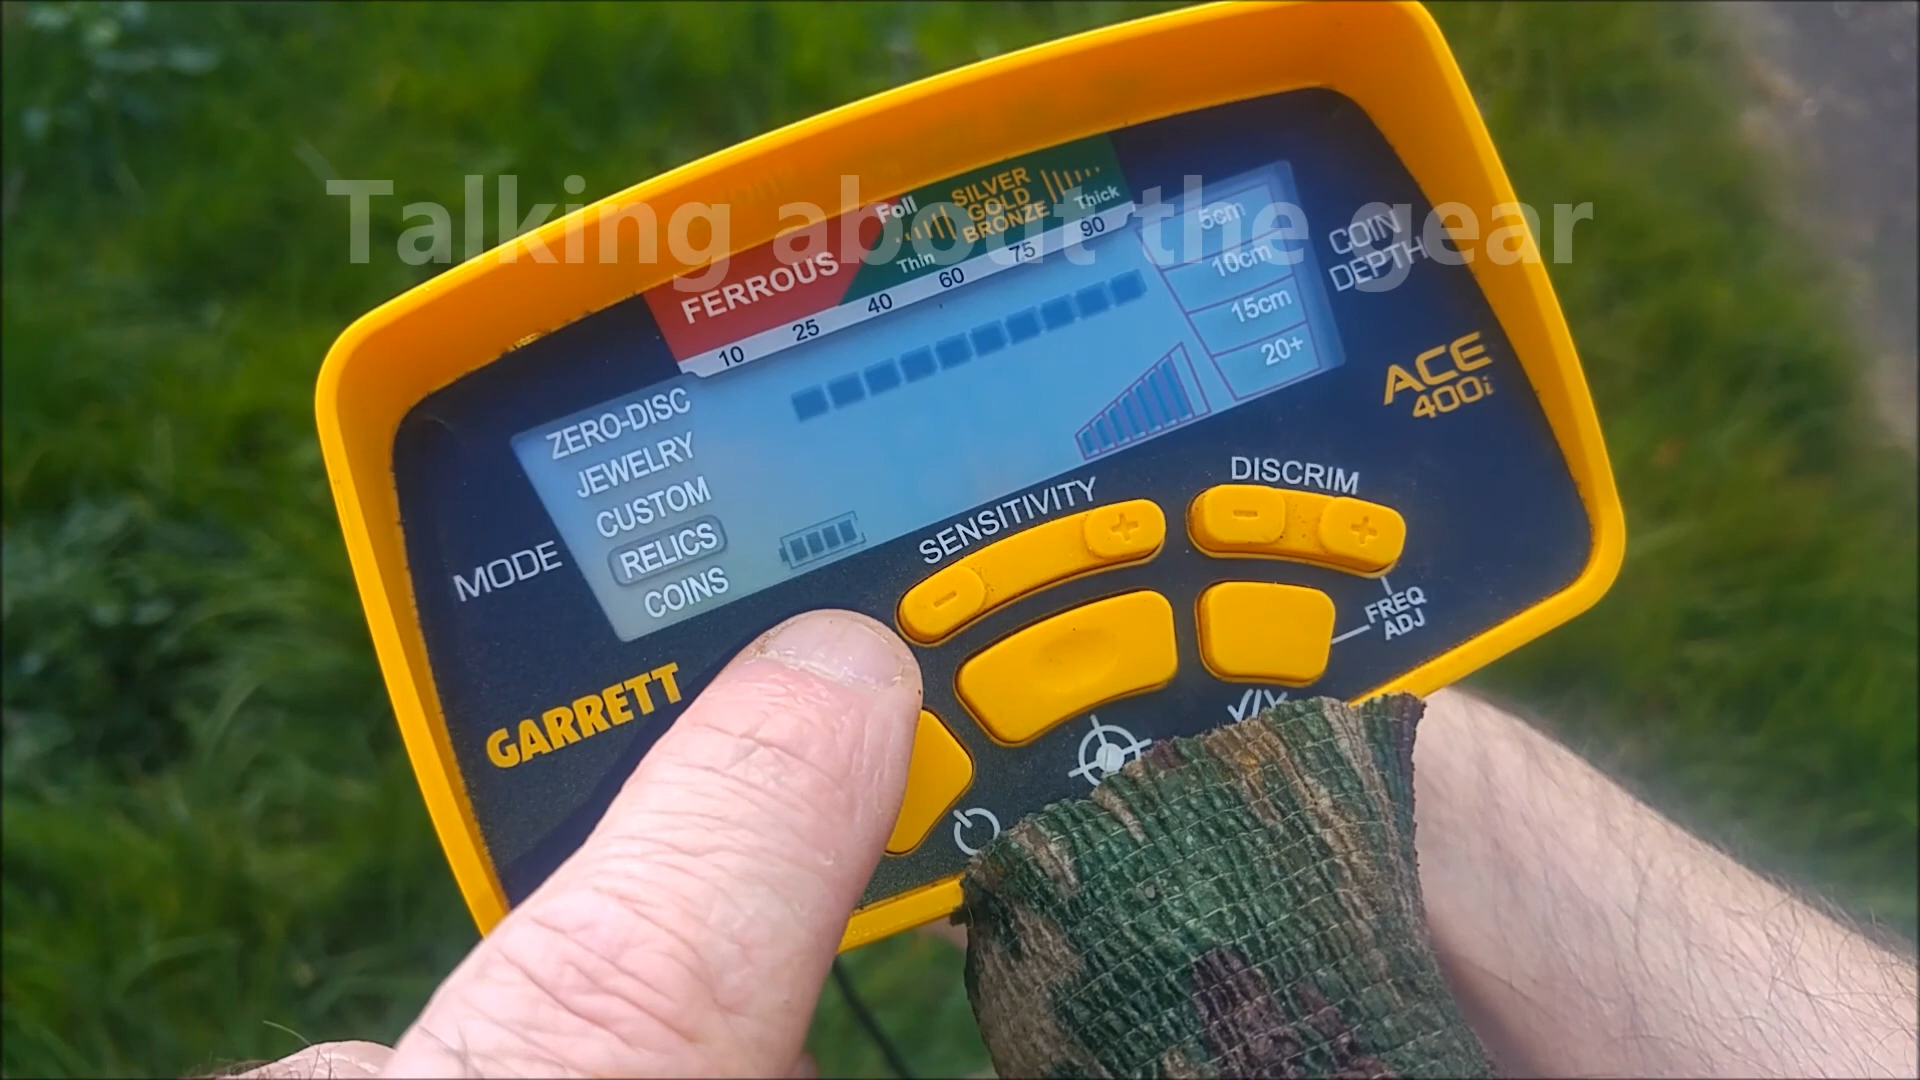 Talking about the gear
Foil
SILVER
GOLD
BRONZE
Thin
Thick
FERROUS
10 25 40 60 75 90
5cm
10cm
15cm
20+
COIN
DEPTH
ACE
400i
MODE
ZERO-DISC
JEWELRY
CUSTOM
RELICS
COINS
SENSITIVITY
- +
DISCRIM
- +
FREQ
ADJ
GARRETT